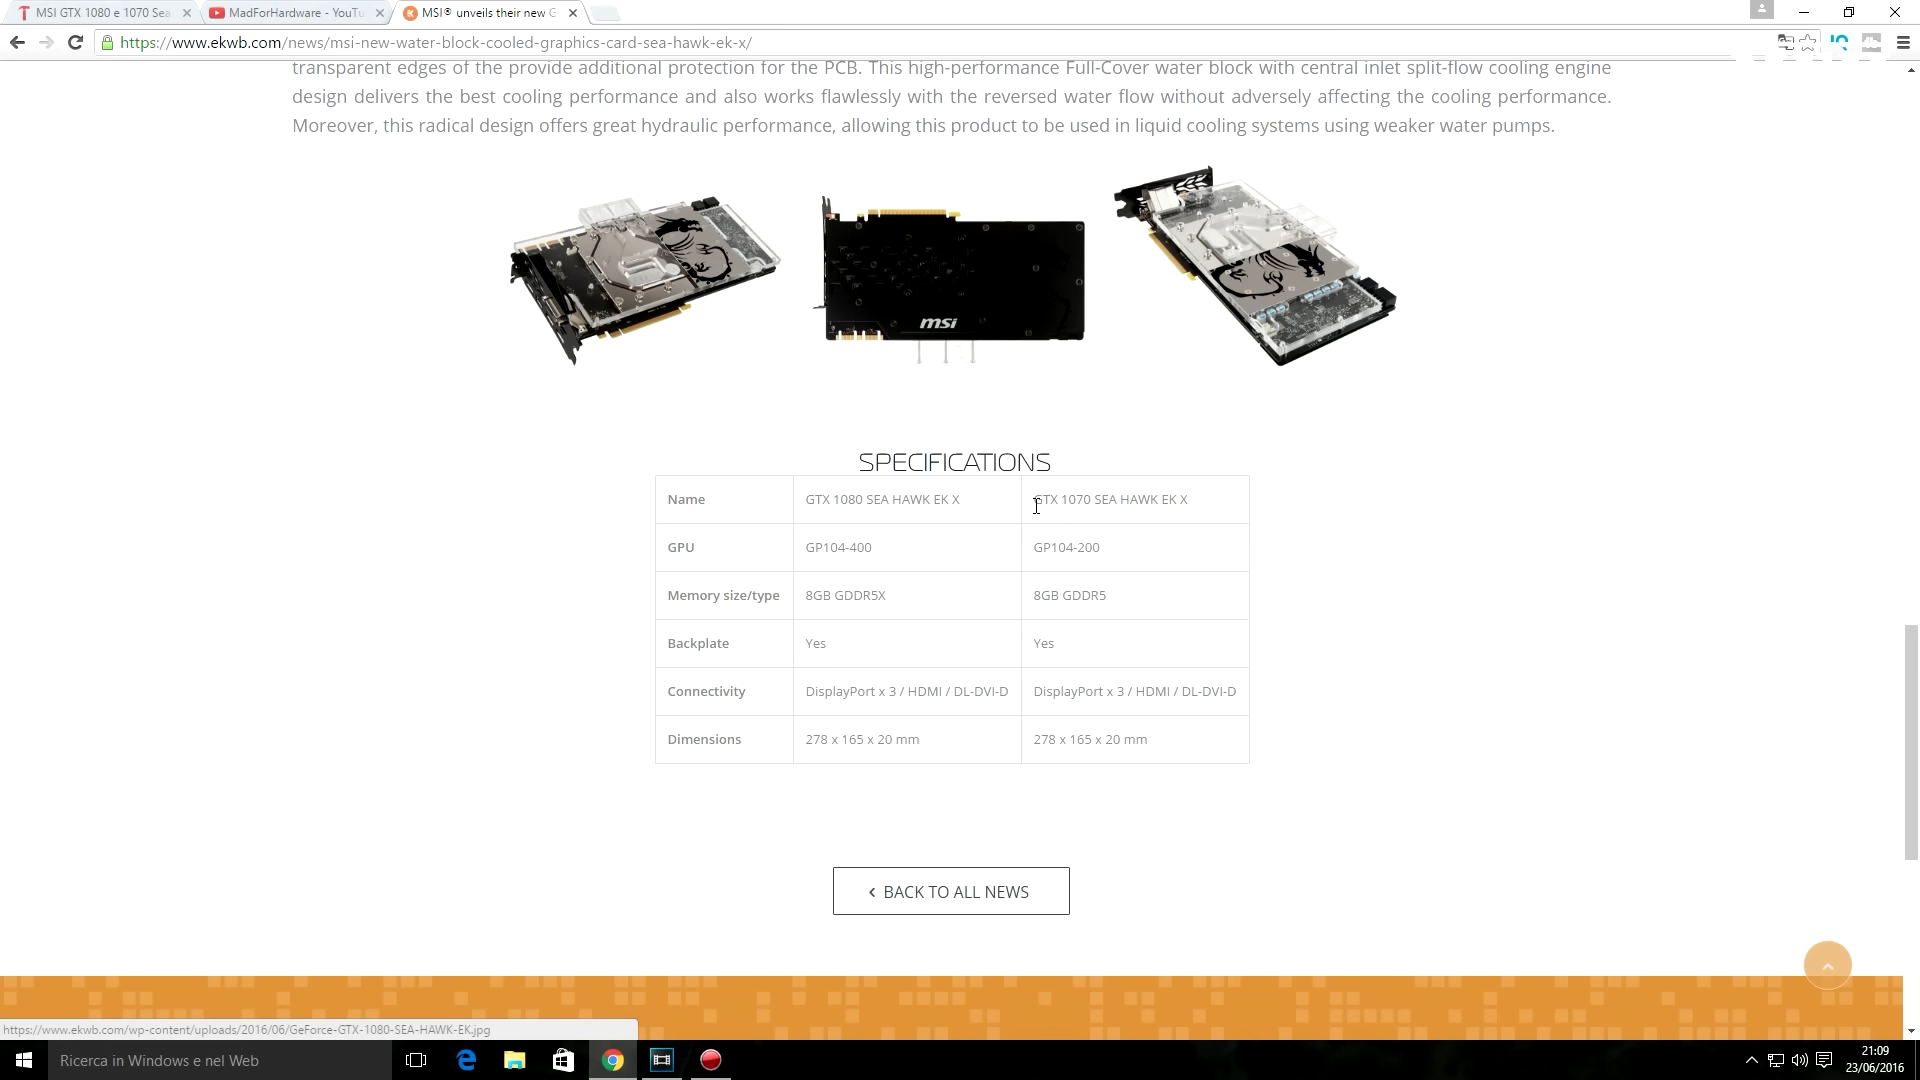 MSI GTX 1080 e 1070 Sea
MadForHardware - YouTu
MSI® unveils their new G
https://www.ekwb.com/news/msi-new-water-block-cooled-graphics-card-sea-hawk-ek-x/
transparent edges of the provide additional protection for the PCB. This high-performance Full-Cover water block with central inlet split-flow cooling engine
design delivers the best cooling performance and also works flawlessly with the reversed water flow without adversely affecting the cooling performance.
Moreover, this radical design offers great hydraulic performance, allowing this product to be used in liquid cooling systems using weaker water pumps.
msi
SPECIFICATIONS
Name GTX 1080 SEA HAWK EK X GTX 1070 SEA HAWK EK X
GPU GP104-400 GP104-200
Memory size/type 8GB GDDR5X 8GB GDDR5
Backplate Yes Yes
Connectivity DisplayPort x 3 / HDMI / DL-DVI-D DisplayPort x 3 / HDMI / DL-DVI-D
Dimensions 278 x 165 x 20 mm 278 x 165 x 20 mm
BACK TO ALL NEWS
https://www.ekwb.com/wp-content/uploads/2016/06/GeForce-GTX-1080-SEA-HAWK-EK.jpg
Ricerca in Windows e nel Web
21:09
23/06/2016